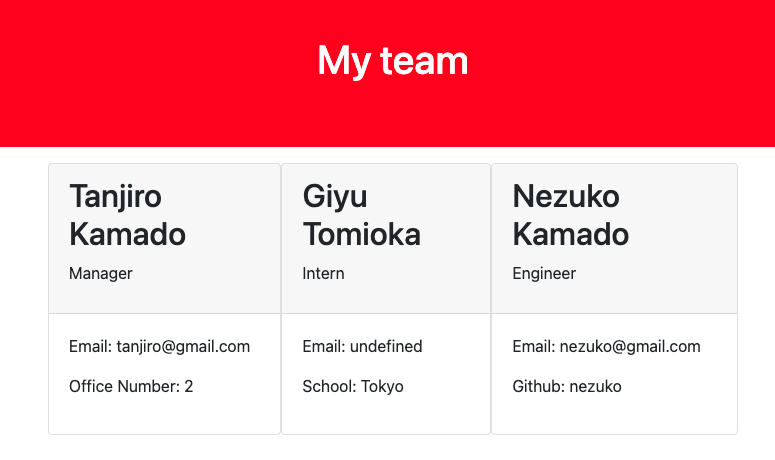 My team
Tanjiro
Kamado
Manager
Email: tanjiro@gmail.com
Office Number: 2
Giyu
Tomioka
Intern
Email: undefined
School: Tokyo
Nezuko
Kamado
Engineer
Email: nezuko@gmail.com
Github: nezuko